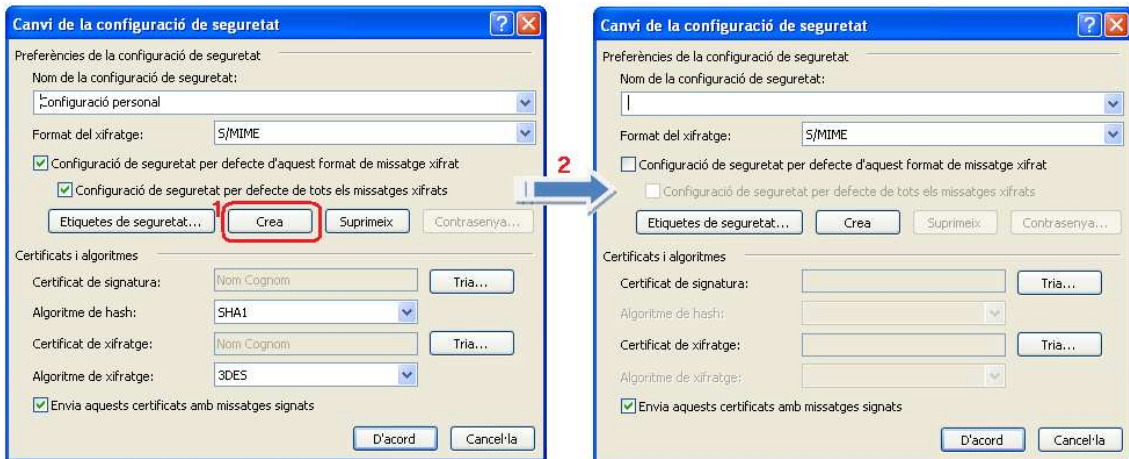 Canvi de la configuració de seguretat
Preferències de la configuració de seguretat
Nom de la configuració de seguretat:
Configuració personal
Format del xifratge: S/MIME
Configuració de seguretat per defecte d'aquest format de missatge xifrat
Configuració de seguretat per defecte de tots els missatges xifrats
1
Etiquetes de seguretat... Crea Suprimeix Contrasenya...
Certificats i algoritmes
Certificat de signatura: Nom Cognom Tria...
Algoritme de hash: SHA1
Certificat de xifratge: Nom Cognom Tria...
Algoritme de xifratge: 3DES
Envia aquests certificats amb missatges signats
D'acord Cancel·la
2
Canvi de la configuració de seguretat
Preferències de la configuració de seguretat
Nom de la configuració de seguretat:
Format del xifratge: S/MIME
Configuració de seguretat per defecte d'aquest format de missatge xifrat
Configuració de seguretat per defecte de tots els missatges xifrats
Etiquetes de seguretat... Crea Suprimeix Contrasenya...
Certificats i algoritmes
Certificat de signatura: Tria...
Algoritme de hash:
Certificat de xifratge: Tria...
Algoritme de xifratge:
Envia aquests certificats amb missatges signats
D'acord Cancel·la